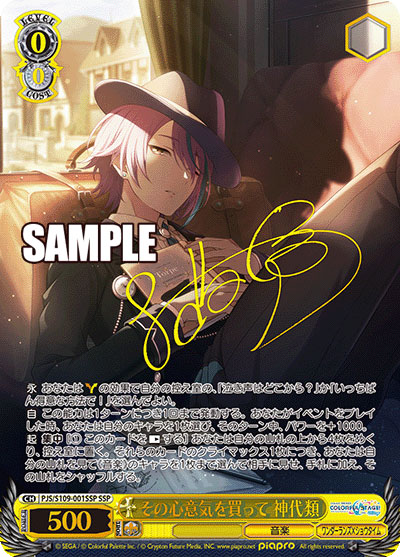 LEVEL
0
0
COST
SAMPLE
永 あなたは の効果で自分の控え室の、『泣き声はどこから?』か『いっちばん得意な方法で!』を選んでよい。
自 この能力は1ターンにつき1回まで発動する。あなたがイベントをプレイした時、あなたは自分のキャラを1枚選び、そのターン中、パワーを+1000。
起 集中 [(0) このカードを する] あなたは自分の山札の上から4枚をめくり、控え室に置く。それらのカードのクライマックス1枚につき、あなたは自分の山札を見て《音楽》のキャラを1枚まで選んで相手に見せ、手札に加え、その山札をシャッフルする。
CH PJS/S109-001SSP SSP
その心意気を買って 神代類
POWER
500
音楽
ワンダーランズ×ショウタイム
COLORFUL STAGE!
© SEGA / © Colorful Palette Inc. / © Crypton Future Media, INC. www.piapro.net piapro All rights reserved.